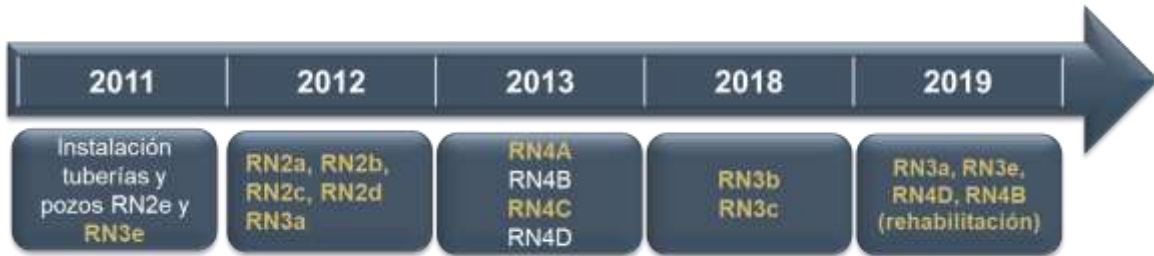 2011
2012
2013
2018
2019
Instalación
tuberías y
pozos RN2e y
RN3e
RN2a, RN2b,
RN2c, RN2d
RN3a
RN4A
RN4B
RN4C
RN4D
RN3b
RN3c
RN3a, RN3e,
RN4D, RN4B
(rehabilitación)